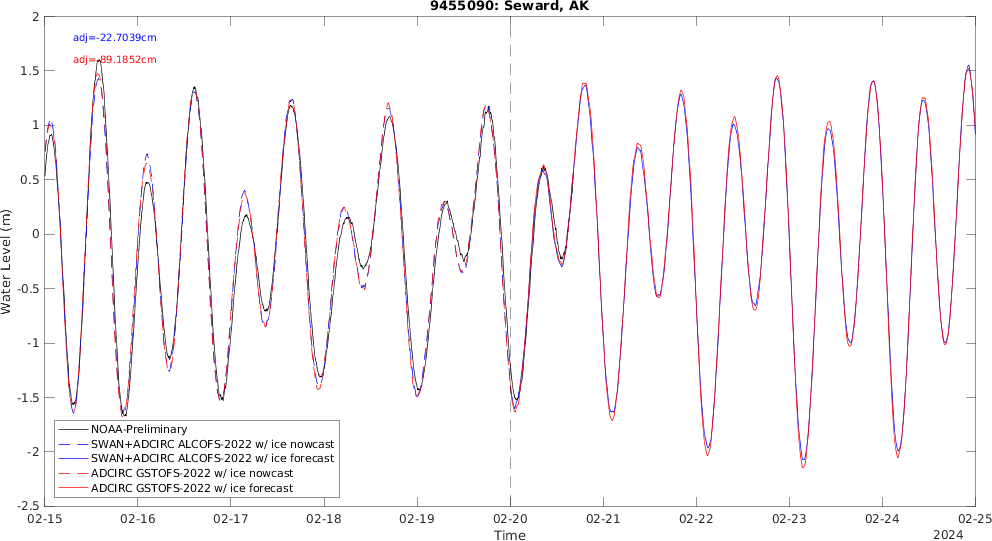 9455090: Seward, AK
adj=-22.7039cm
adj=-89.1852cm
2
1.5
1
0.5
0
-0.5
-1
-1.5
-2
-2.5
Water Level (m)
NOAA-Preliminary
SWAN+ADCIRC ALCOFS-2022 w/ ice nowcast
SWAN+ADCIRC ALCOFS-2022 w/ ice forecast
ADCIRC GSTOFS-2022 w/ ice nowcast
ADCIRC GSTOFS-2022 w/ ice forecast
02-15 02-16 02-17 02-18 02-19 02-20 02-21 02-22 02-23 02-24 02-25
Time
2024